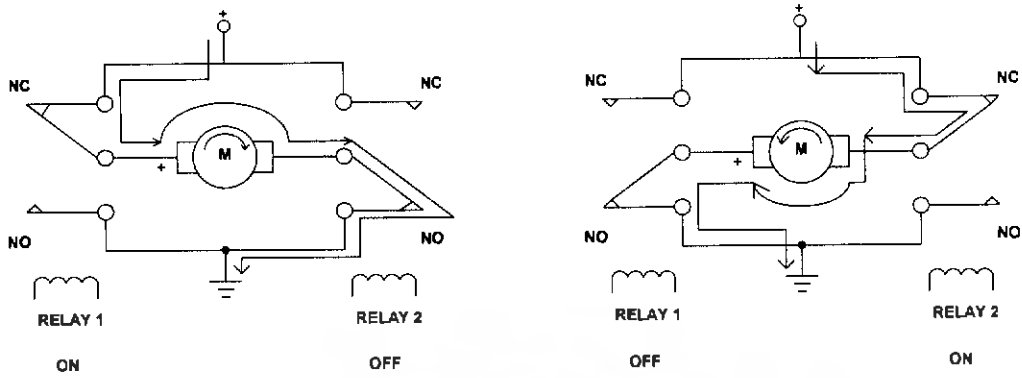 +
NC
NC
M
+
NO
NO
RELAY 1
RELAY 2
ON
OFF
+
NC
NC
M
+
NO
NO
RELAY 1
RELAY 2
OFF
ON